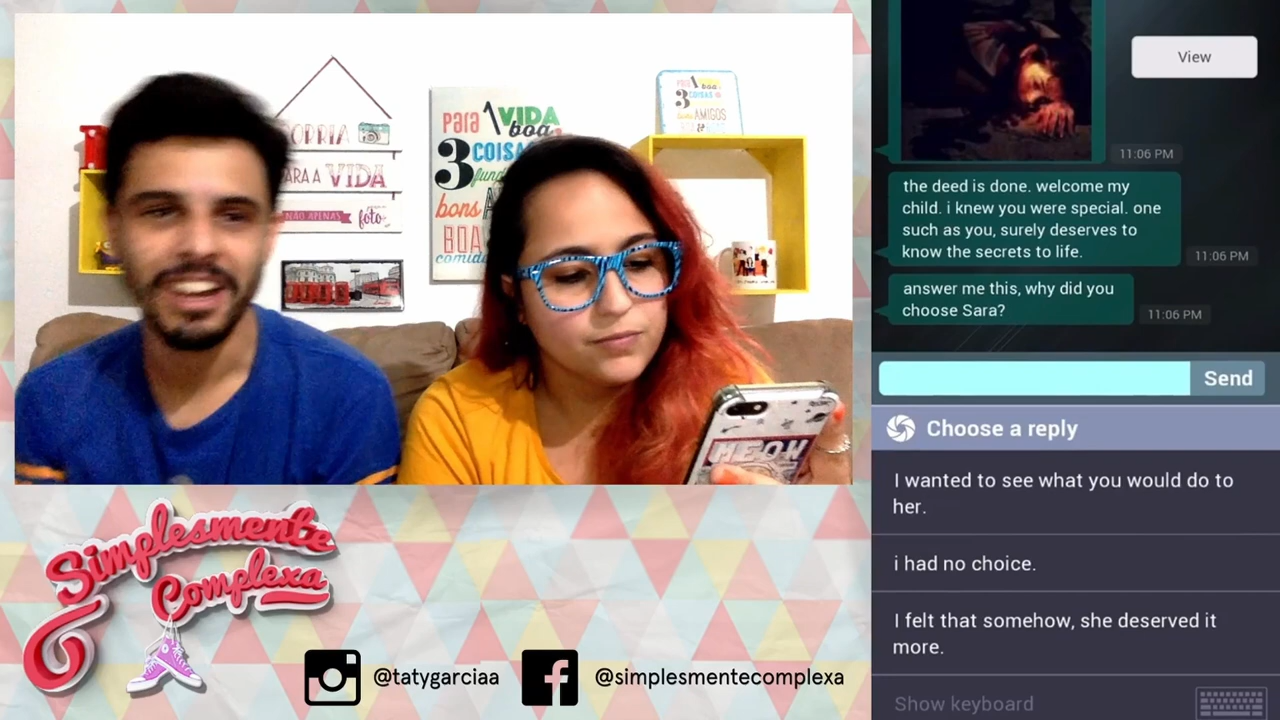 PROPRIA
PARA A VIDA
NÃO APENAS
foto
para 1 VIDA
boa
3 COISAS
bons
BOA
3 COISAS
AMIGOS
MEOW
View
11:06 PM
the deed is done. welcome my
child. i knew you were special. one
such as you, surely deserves to
know the secrets to life.
11:06 PM
answer me this, why did you
choose Sara?
11:06 PM
Send
Choose a reply
I wanted to see what you would do to
her.
i had no choice.
I felt that somehow, she deserved it
more.
Show keyboard
Simplesmente
Complexa
@tatygarciaa
@simplesmentecomplexa